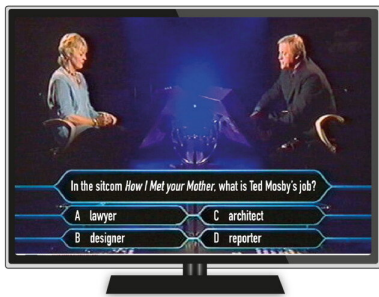 In the sitcom How I Met your Mother, what is Ted Mosby's job?
A lawyer
C architect
B designer
D reporter